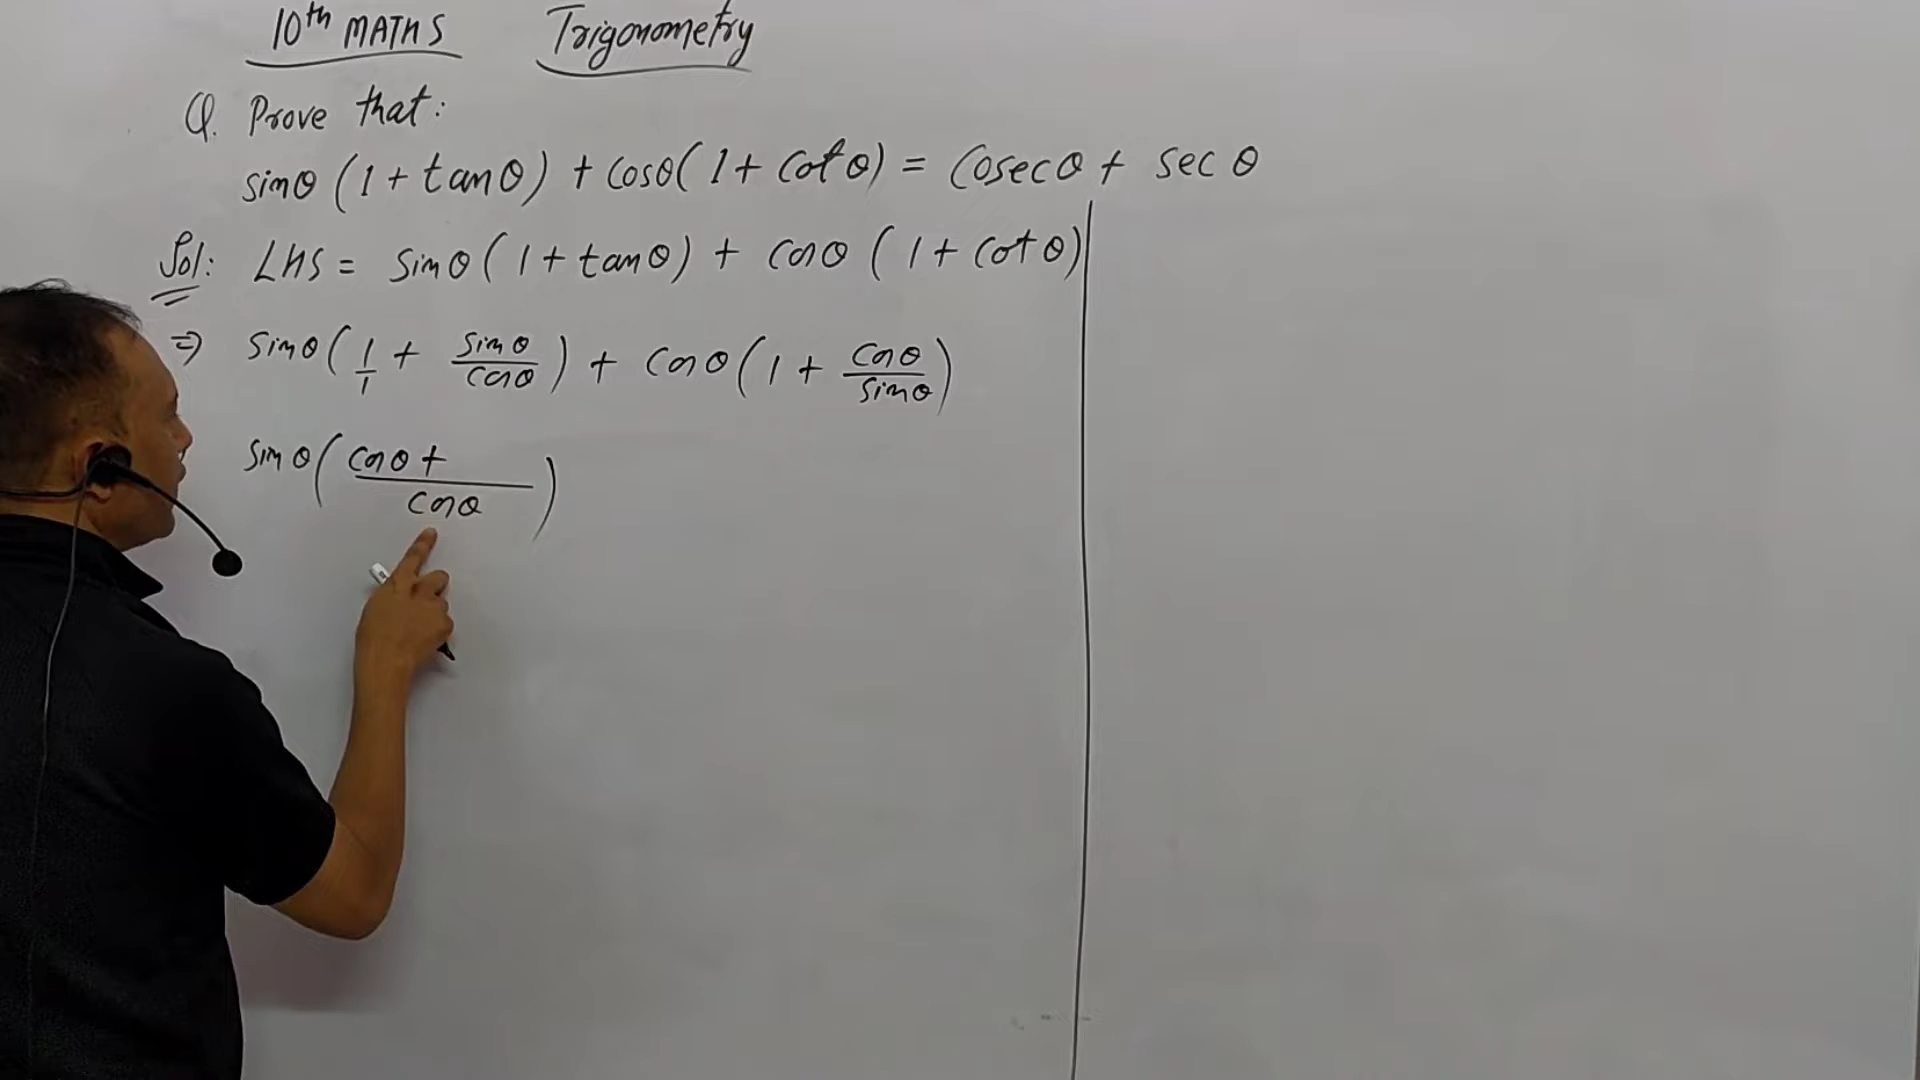 10th MATHS Trigonometry
Q. Prove that:
sinθ (1 + tanθ) + cosθ(1 + cotθ) = cosecθ + sec θ
Sol: LHS = sinθ (1 + tanθ) + cosθ (1 + cotθ)
⇒ sinθ (1/1 + sinθ/cosθ) + cosθ (1 + cosθ/sinθ)
sinθ (cosθ + /cosθ)